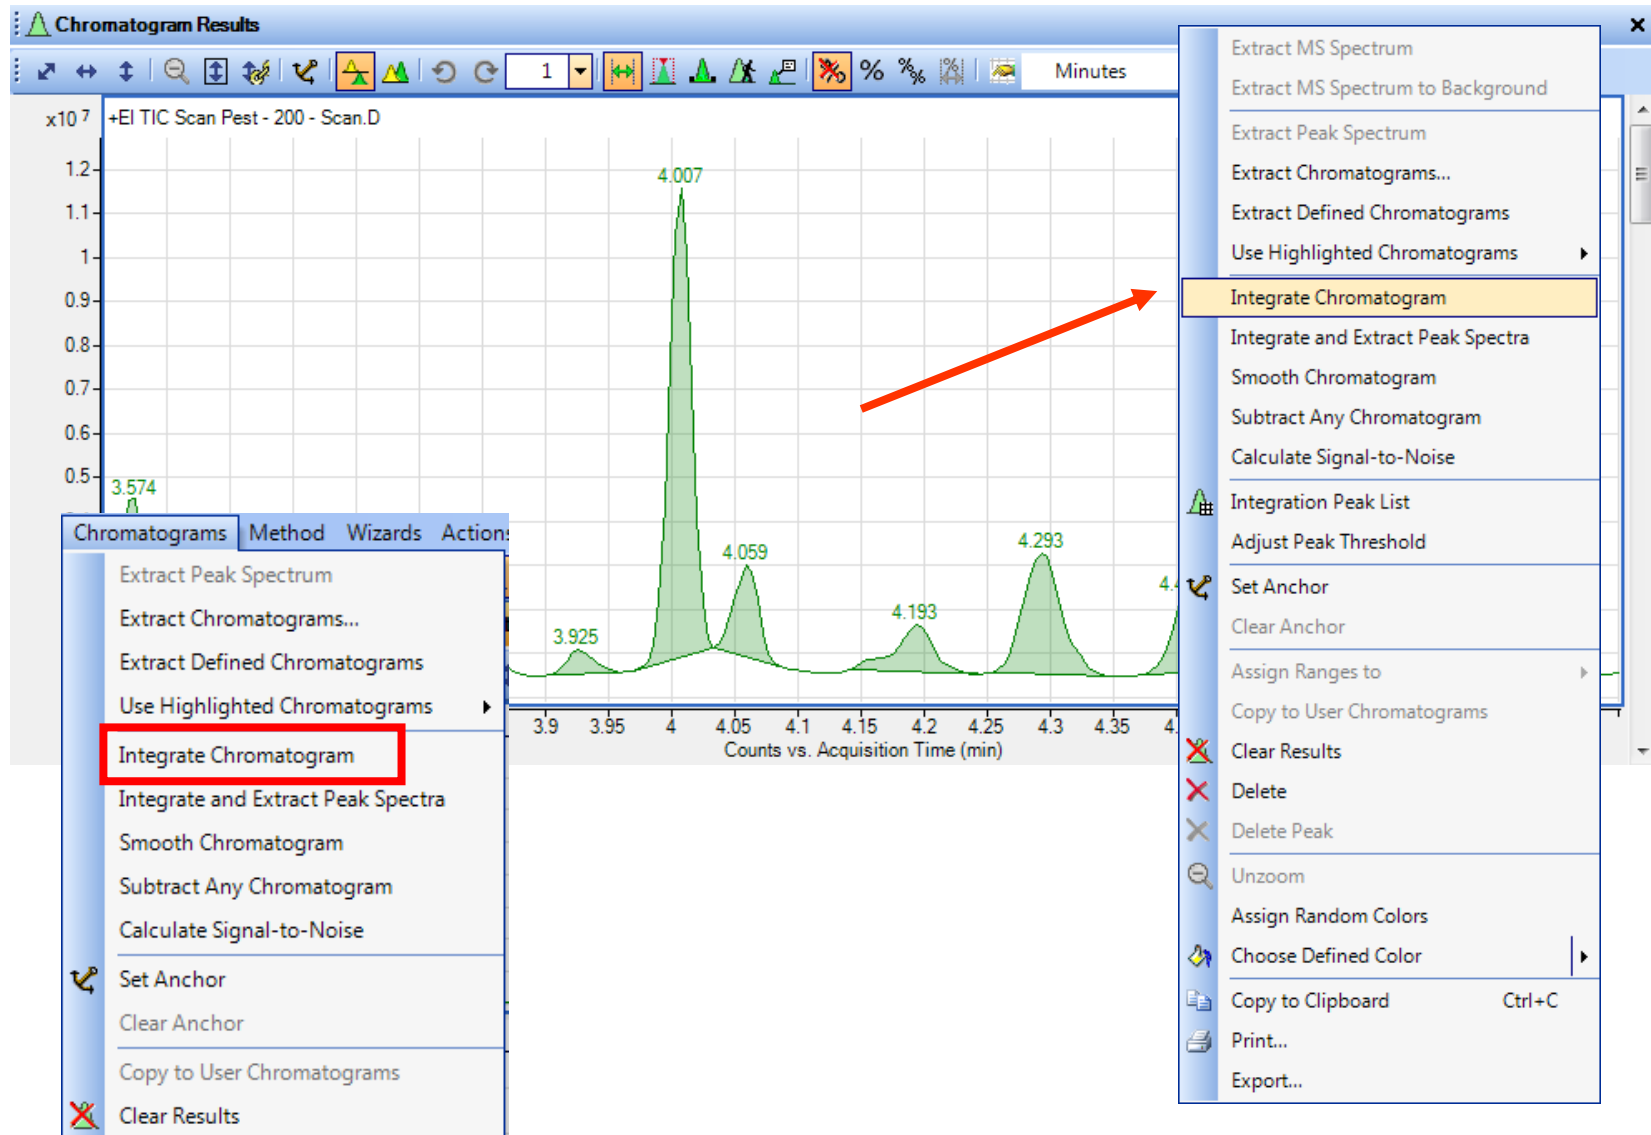 Chromatogram Results
1
Minutes
x10 7
+EI TIC Scan Pest - 200 - Scan.D
1.2
1.1
1
0.9
0.8
0.7
0.6
0.5
3.574
3.925
4.007
4.059
4.193
4.293
3.9 3.95 4 4.05 4.1 4.15 4.2 4.25 4.3 4.35
Counts vs. Acquisition Time (min)
Chromatograms Method Wizards Actions
Extract Peak Spectrum
Extract Chromatograms...
Extract Defined Chromatograms
Use Highlighted Chromatograms
Integrate Chromatogram
Integrate and Extract Peak Spectra
Smooth Chromatogram
Subtract Any Chromatogram
Calculate Signal-to-Noise
Set Anchor
Clear Anchor
Copy to User Chromatograms
Clear Results
Extract MS Spectrum
Extract MS Spectrum to Background
Extract Peak Spectrum
Extract Chromatograms...
Extract Defined Chromatograms
Use Highlighted Chromatograms
Integrate Chromatogram
Integrate and Extract Peak Spectra
Smooth Chromatogram
Subtract Any Chromatogram
Calculate Signal-to-Noise
Integration Peak List
Adjust Peak Threshold
Set Anchor
Clear Anchor
Assign Ranges to
Copy to User Chromatograms
Clear Results
Delete
Delete Peak
Unzoom
Assign Random Colors
Choose Defined Color
Copy to Clipboard Ctrl+C
Print...
Export...